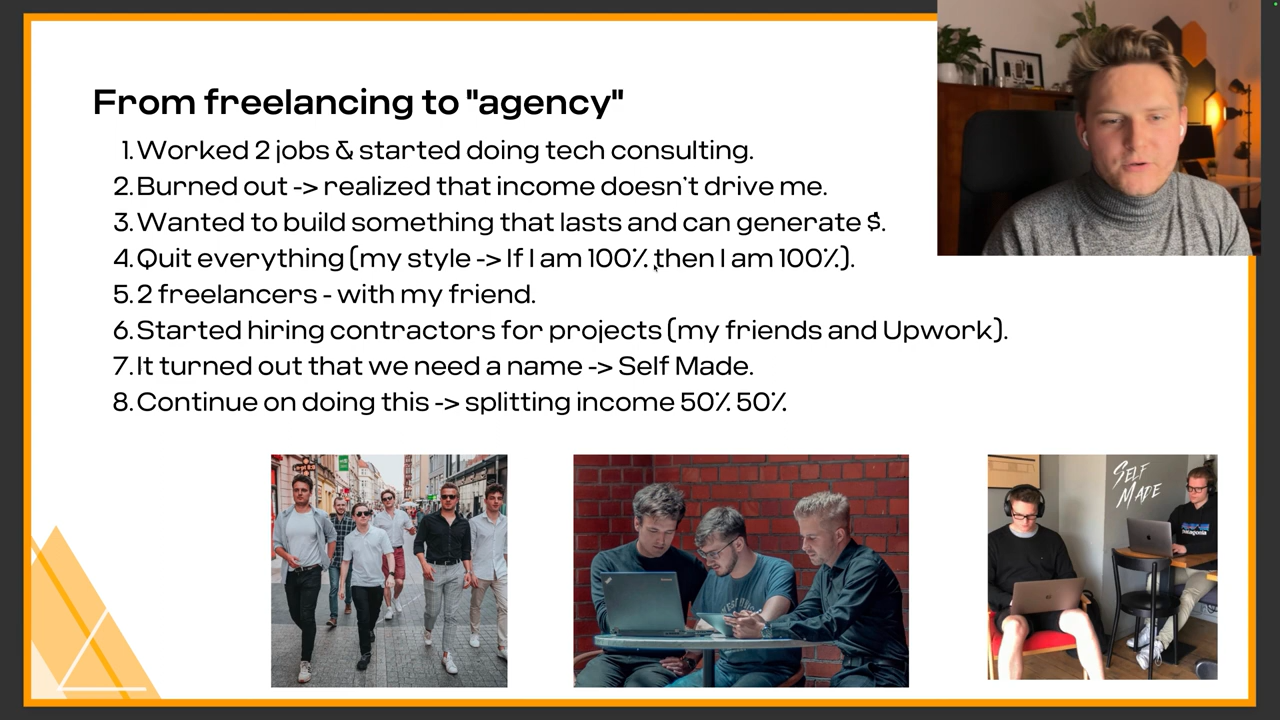 From freelancing to "agency"
1. Worked 2 jobs & started doing tech consulting.
2. Burned out -> realized that income doesn't drive me.
3. Wanted to build something that lasts and can generate $.
4. Quit everything (my style -> If I am 100% then I am 100%).
5. 2 freelancers - with my friend.
6. Started hiring contractors for projects (my friends and Upwork).
7. It turned out that we need a name -> Self Made.
8. Continue on doing this -> splitting income 50% 50%
SELF
MADE
patagonia